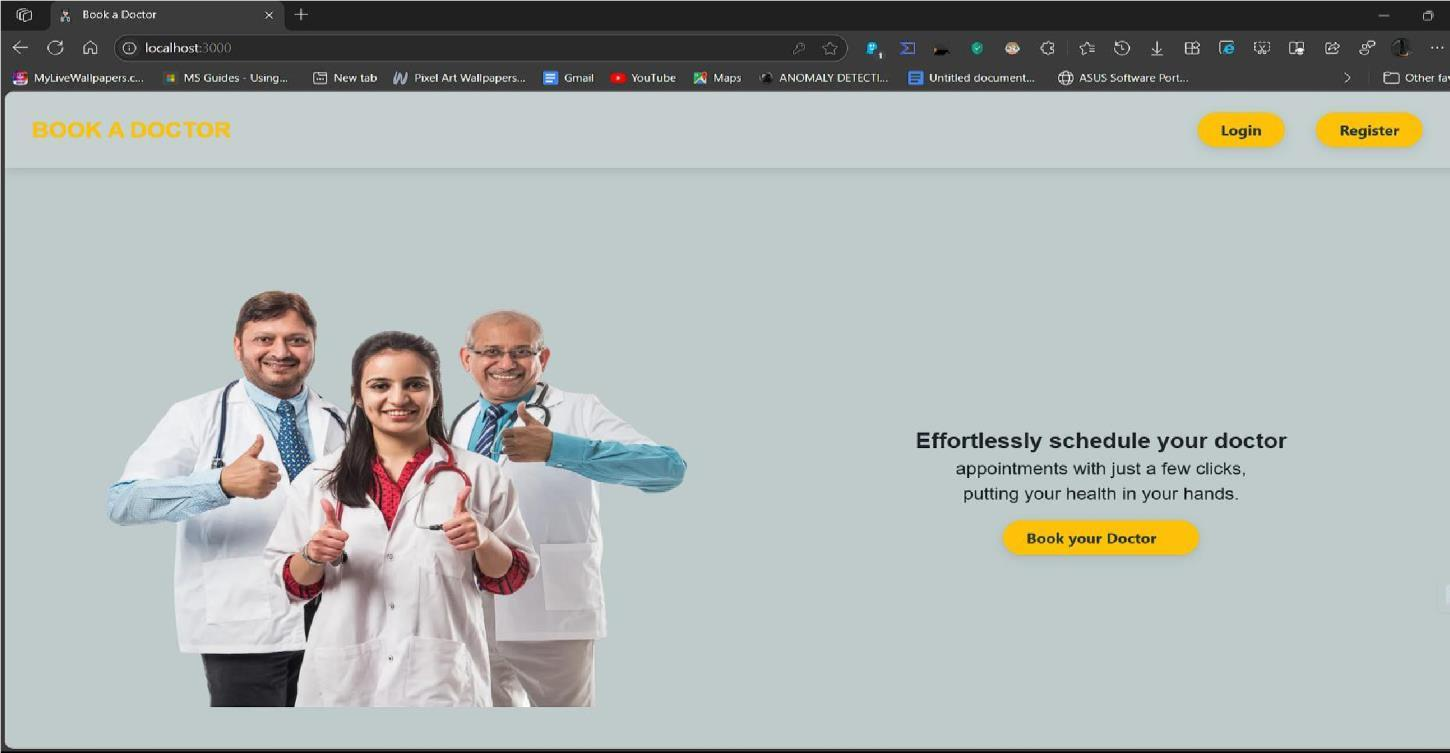 Book a Doctor
localhost:3000
MyLiveWallpapers.c... MS Guides - Using... New tab Pixel Art Wallpapers... Gmail YouTube Maps ANOMALY DETECTI... Untitled document... ASUS Software Port... Other fav
BOOK A DOCTOR Login Register
Effortlessly schedule your doctor
appointments with just a few clicks,
putting your health in your hands.
Book your Doctor